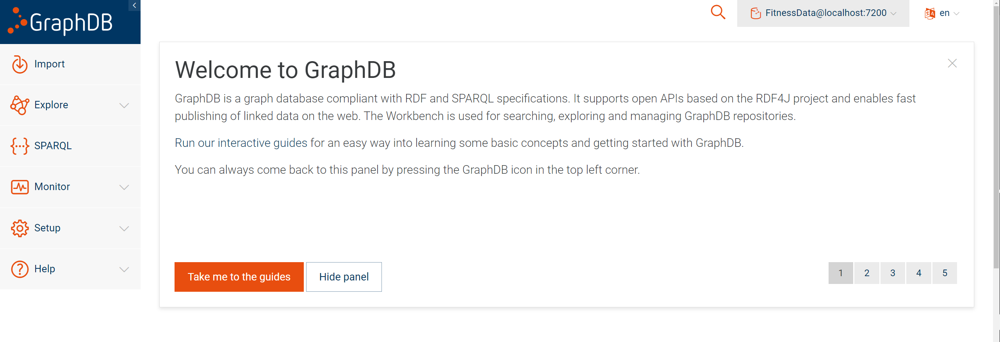 GraphDB
FitnessData@localhost:7200
en
Import
Explore
SPARQL
Monitor
Setup
Help
Welcome to GraphDB
GraphDB is a graph database compliant with RDF and SPARQL specifications. It supports open APIs based on the RDF4J project and enables fast
publishing of linked data on the web. The Workbench is used for searching, exploring and managing GraphDB repositories.
Run our interactive guides for an easy way into learning some basic concepts and getting started with GraphDB.
You can always come back to this panel by pressing the GraphDB icon in the top left corner.
Take me to the guides
Hide panel
1 2 3 4 5